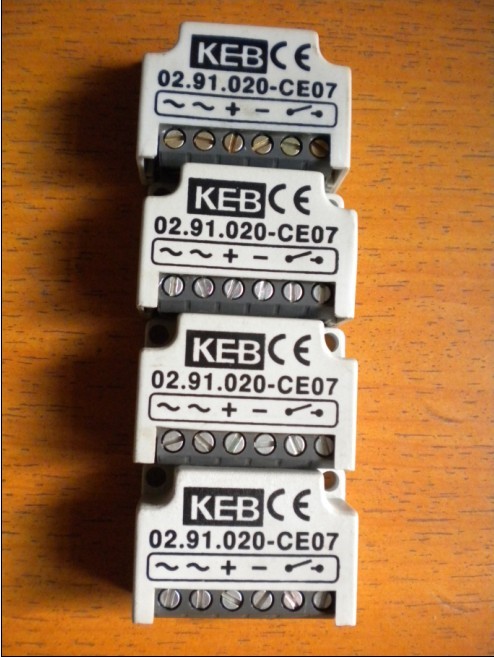 KEB CE
02.91.020-CE07
~ ~ + −
KEB CE
02.91.020-CE07
~ ~ + −
KEB CE
02.91.020-CE07
~ ~ + −
KEB CE
02.91.020-CE07
~ ~ + −